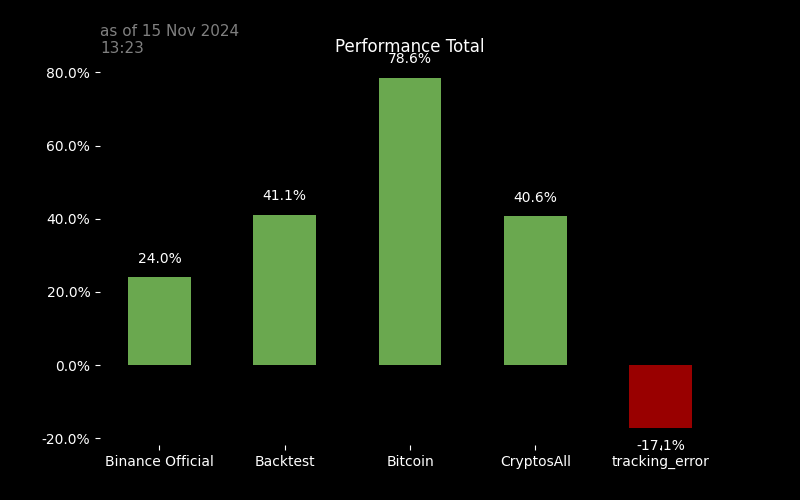 as of 15 Nov 2024
13:23
Performance Total
80.0%
60.0%
40.0%
20.0%
0.0%
-20.0%
24.0%
41.1%
78.6%
40.6%
-17.1%
Binance Official
Backtest
Bitcoin
CryptosAll
tracking_error